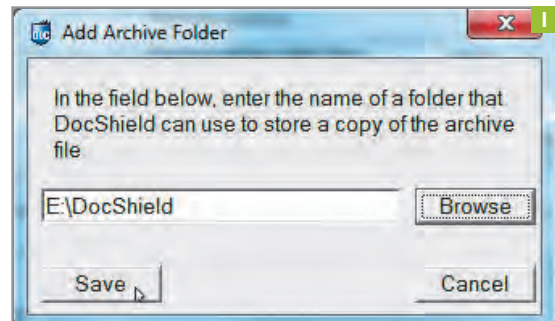 Add Archive Folder
I
In the field below, enter the name of a folder that
DocShield can use to store a copy of the archive
file
E:\DocShield
Browse
Save
Cancel